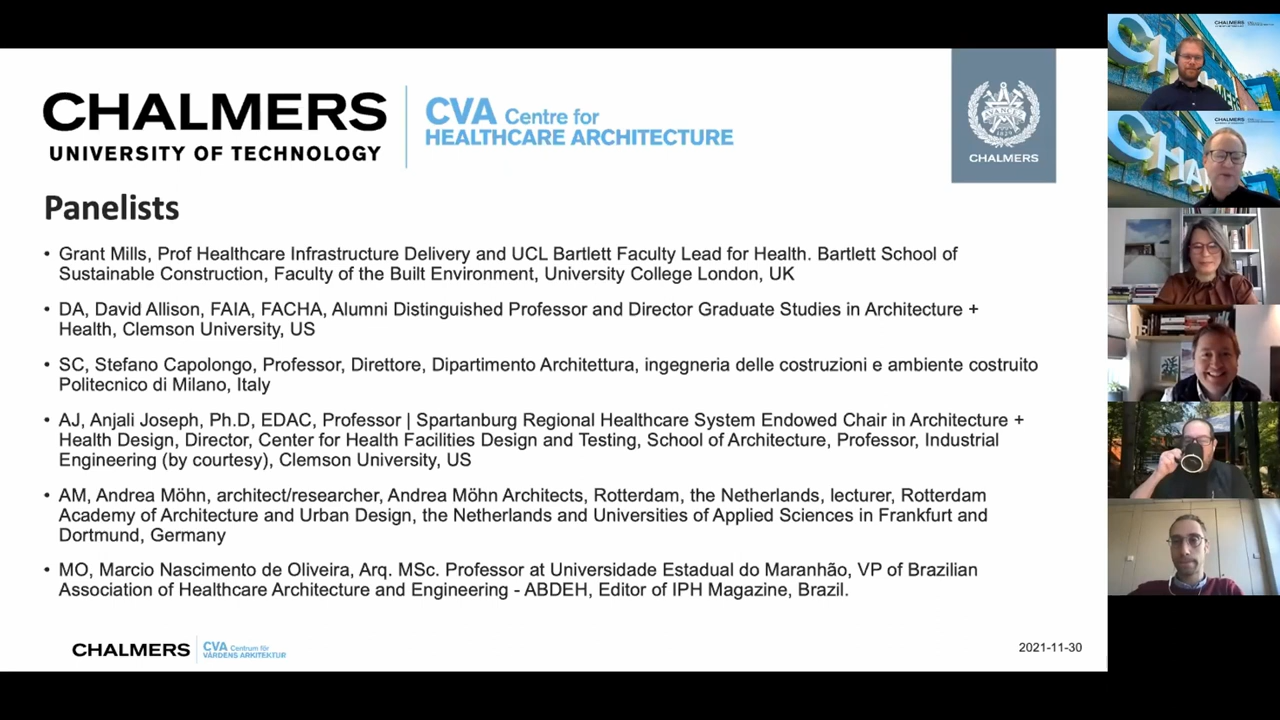 CHALMERS
UNIVERSITY OF TECHNOLOGY
CVA Centre for
HEALTHCARE ARCHITECTURE
CHALMERS
Panelists
• Grant Mills, Prof Healthcare Infrastructure Delivery and UCL Bartlett Faculty Lead for Health. Bartlett School of
Sustainable Construction, Faculty of the Built Environment, University College London, UK
• DA, David Allison, FAIA, FACHA, Alumni Distinguished Professor and Director Graduate Studies in Architecture +
Health, Clemson University, US
• SC, Stefano Capolongo, Professor, Direttore, Dipartimento Architettura, ingegneria delle costruzioni e ambiente costruito
Politecnico di Milano, Italy
• AJ, Anjali Joseph, Ph.D, EDAC, Professor | Spartanburg Regional Healthcare System Endowed Chair in Architecture +
Health Design, Director, Center for Health Facilities Design and Testing, School of Architecture, Professor, Industrial
Engineering (by courtesy), Clemson University, US
• AM, Andrea Möhn, architect/researcher, Andrea Möhn Architects, Rotterdam, the Netherlands, lecturer, Rotterdam
Academy of Architecture and Urban Design, the Netherlands and Universities of Applied Sciences in Frankfurt and
Dortmund, Germany
• MO, Marcio Nascimento de Oliveira, Arq. MSc. Professor at Universidade Estadual do Maranhão, VP of Brazilian
Association of Healthcare Architecture and Engineering - ABDEH, Editor of IPH Magazine, Brazil.
CHALMERS
CVA Centrum för
VÅRDENS ARKITEKTUR
2021-11-30
CHALMERS
CHALMERS